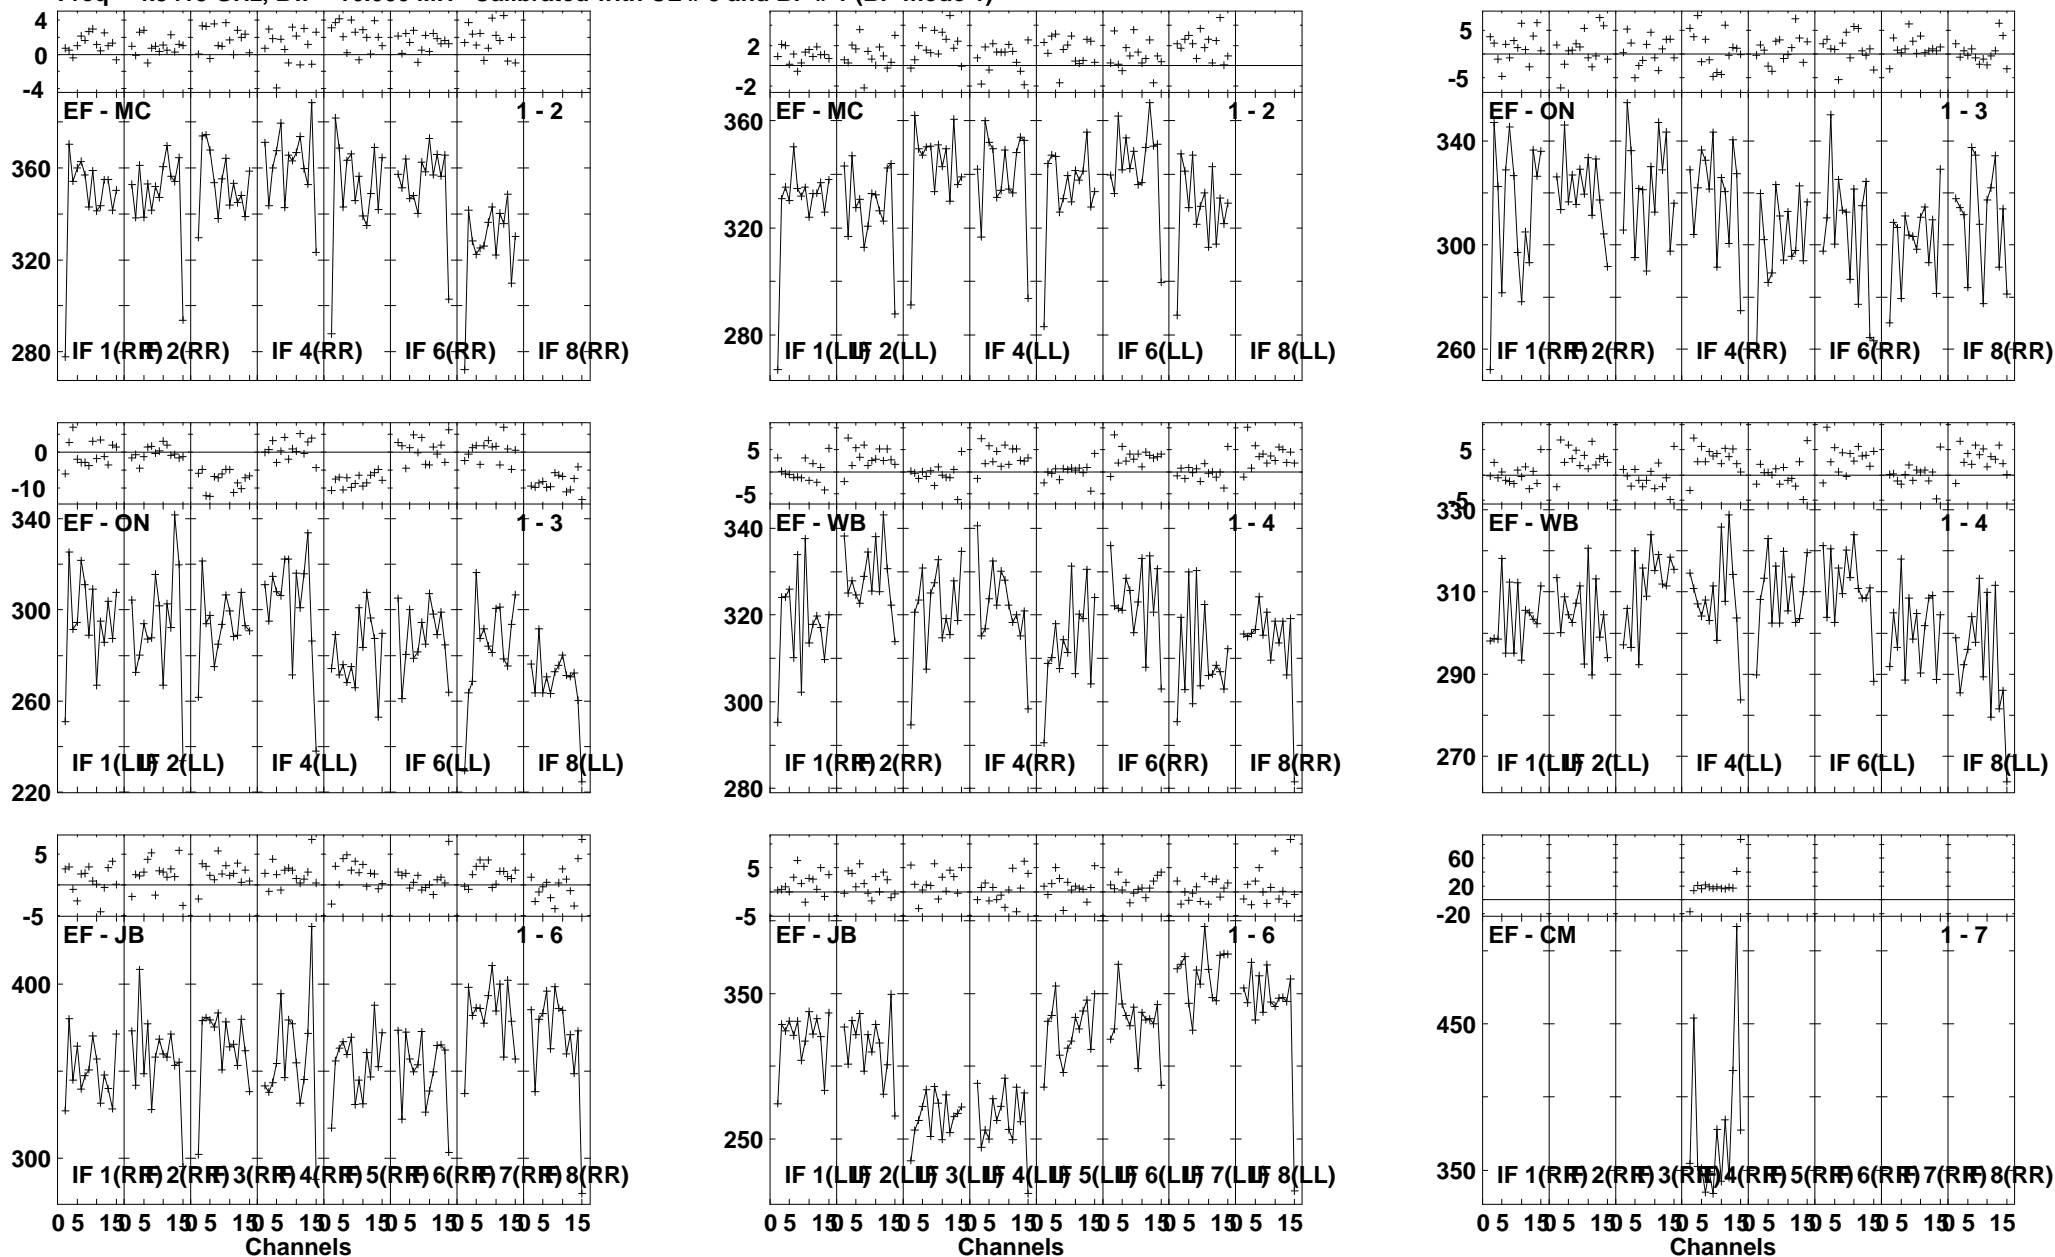 4
0
-4
EF - MC 1 - 2
360
320
280
IF 1(RR) IF 2(RR) IF 4(RR) IF 6(RR) IF 8(RR)
2
-2
EF - MC 1 - 2
360
320
280
IF 1(LL) IF 2(LL) IF 4(LL) IF 6(LL) IF 8(LL)
5
-5
EF - ON 1 - 3
340
300
260
IF 1(RR) IF 2(RR) IF 4(RR) IF 6(RR) IF 8(RR)
0
-10
340
EF - ON 1 - 3
300
260
220
IF 1(LL) IF 2(LL) IF 4(LL) IF 6(LL) IF 8(LL)
5
-5
340
EF - WB 1 - 4
320
300
280
IF 1(RR) IF 2(RR) IF 4(RR) IF 6(RR) IF 8(RR)
5
-5
330
EF - WB 1 - 4
310
290
270
IF 1(LL) IF 2(LL) IF 4(LL) IF 6(LL) IF 8(LL)
5
-5
EF - JB 1 - 6
400
300
IF 1(RR) IF 2(RR) IF 3(RR) IF 4(RR) IF 5(RR) IF 6(RR) IF 7(RR) IF 8(RR)
0 5 15 0 5 15 0 5 15 0 5 15
Channels
5
-5
EF - JB 1 - 6
350
250
IF 1(LL) IF 2(LL) IF 3(LL) IF 4(LL) IF 5(LL) IF 6(LL) IF 7(LL) IF 8(LL)
0 5 15 0 5 15 0 5 15 0 5 15
Channels
60
20
-20
EF - CM 1 - 7
450
350
IF 1(RR) IF 2(RR) IF 3(RR) IF 4(RR) IF 5(RR) IF 6(RR) IF 7(RR) IF 8(RR)
0 5 15 0 5 15 0 5 15 0 5 15
Channels